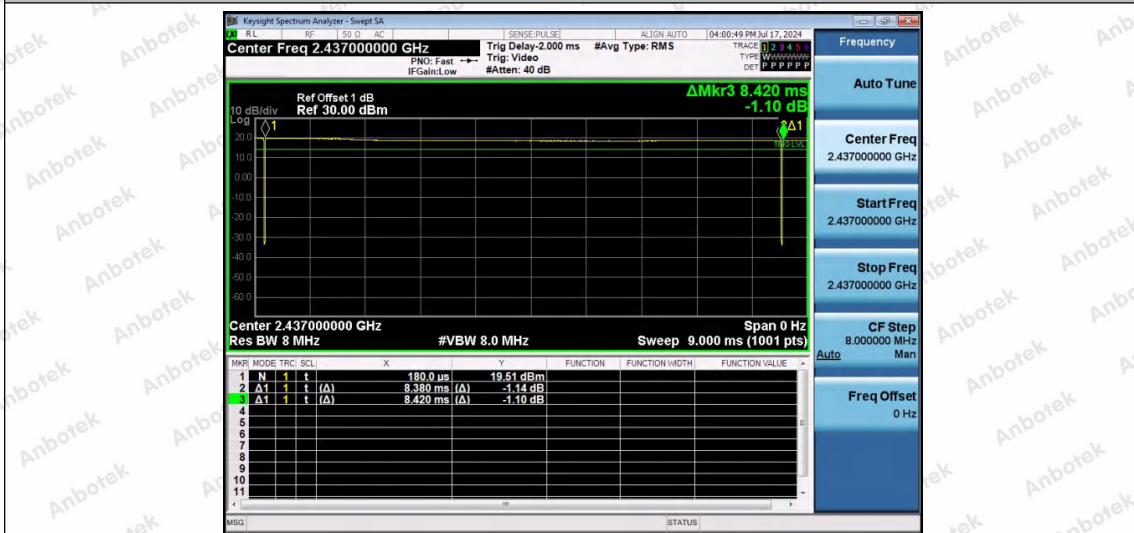 Keysight Spectrum Analyzer - Swept SA
LXI RL RF 50 Ω AC SENSE:PULSE ALIGN AUTO 04:00:49 PM Jul 17, 2024
Center Freq 2.437000000 GHz
PNO: Fast
IFGain:Low
Trig Delay-2.000 ms
Trig: Video
#Atten: 40 dB
#Avg Type: RMS
TRACE 1 2 3 4 5 6
TYPE W
DET P P P P P P
Frequency
Auto Tune
Center Freq
2.437000000 GHz
Start Freq
2.437000000 GHz
Stop Freq
2.437000000 GHz
CF Step
8.000000 MHz
Auto Man
Freq Offset
0 Hz
ΔMkr3 8.420 ms
-1.10 dB
Ref Offset 1 dB
10 dB/div Ref 30.00 dBm
Log
1
Δ1
TRIG LVL
20.0
10.0
0.00
-10.0
-20.0
-30.0
-40.0
-50.0
-60.0
Center 2.437000000 GHz Span 0 Hz
Res BW 8 MHz #VBW 8.0 MHz Sweep 9.000 ms (1001 pts)
MKR MODE TRC SCL X Y FUNCTION FUNCTION WIDTH FUNCTION VALUE
1 N 1 t 180.0 µs 19.51 dBm
2 Δ1 1 t (Δ) 8.380 ms (Δ) -1.14 dB
3 Δ1 1 t (Δ) 8.420 ms (Δ) -1.10 dB
4
5
6
7
8
9
10
11
MSG STATUS
Anbotek